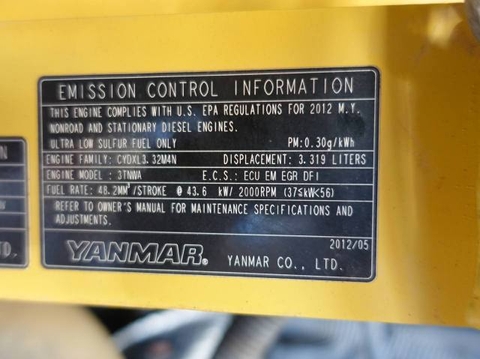 EMISSION CONTROL INFORMATION
THIS ENGINE COMPLIES WITH U.S. EPA REGULATIONS FOR 2012 M.Y.
NONROAD AND STATIONARY DIESEL ENGINES.
ULTRA LOW SULFUR FUEL ONLY PM:0.30g/kWh
ENGINE FAMILY: CYDXL3.32M4N DISPLACEMENT: 3.319 LITERS
ENGINE MODEL: 3TNWA E.C.S.: ECU EM EGR DFI
FUEL RATE: 48.2MM³/STROKE @ 43.6 kW/ 2000RPM (37≤kW<56)
REFER TO OWNER'S MANUAL FOR MAINTENANCE SPECIFICATIONS AND
ADJUSTMENTS.
2012/05
YANMAR® YANMAR CO., LTD.
TD.